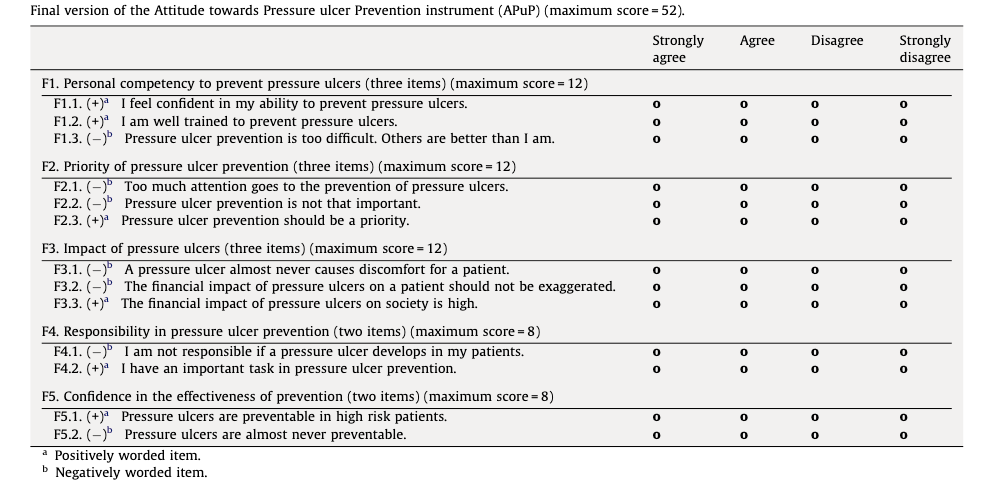 Final version of the Attitude towards Pressure ulcer Prevention instrument (APuP) (maximum score = 52).
Strongly agree Agree Disagree Strongly disagree
F1. Personal competency to prevent pressure ulcers (three items) (maximum score = 12)
F1.1. (+)a I feel confident in my ability to prevent pressure ulcers. o o o o
F1.2. (+)a I am well trained to prevent pressure ulcers. o o o o
F1.3. (−)b Pressure ulcer prevention is too difficult. Others are better than I am. o o o o
F2. Priority of pressure ulcer prevention (three items) (maximum score = 12)
F2.1. (−)b Too much attention goes to the prevention of pressure ulcers. o o o o
F2.2. (−)b Pressure ulcer prevention is not that important. o o o o
F2.3. (+)a Pressure ulcer prevention should be a priority. o o o o
F3. Impact of pressure ulcers (three items) (maximum score = 12)
F3.1. (−)b A pressure ulcer almost never causes discomfort for a patient. o o o o
F3.2. (−)b The financial impact of pressure ulcers on a patient should not be exaggerated. o o o o
F3.3. (+)a The financial impact of pressure ulcers on society is high. o o o o
F4. Responsibility in pressure ulcer prevention (two items) (maximum score = 8)
F4.1. (−)b I am not responsible if a pressure ulcer develops in my patients. o o o o
F4.2. (+)a I have an important task in pressure ulcer prevention. o o o o
F5. Confidence in the effectiveness of prevention (two items) (maximum score = 8)
F5.1. (+)a Pressure ulcers are preventable in high risk patients. o o o o
F5.2. (−)b Pressure ulcers are almost never preventable. o o o o
a Positively worded item.
b Negatively worded item.